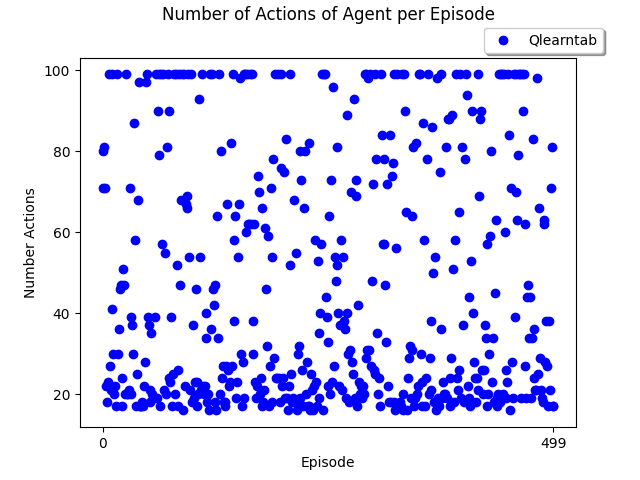 Number of Actions of Agent per Episode
Qlearntab
100
80
60
40
20
Number Actions
0
499
Episode